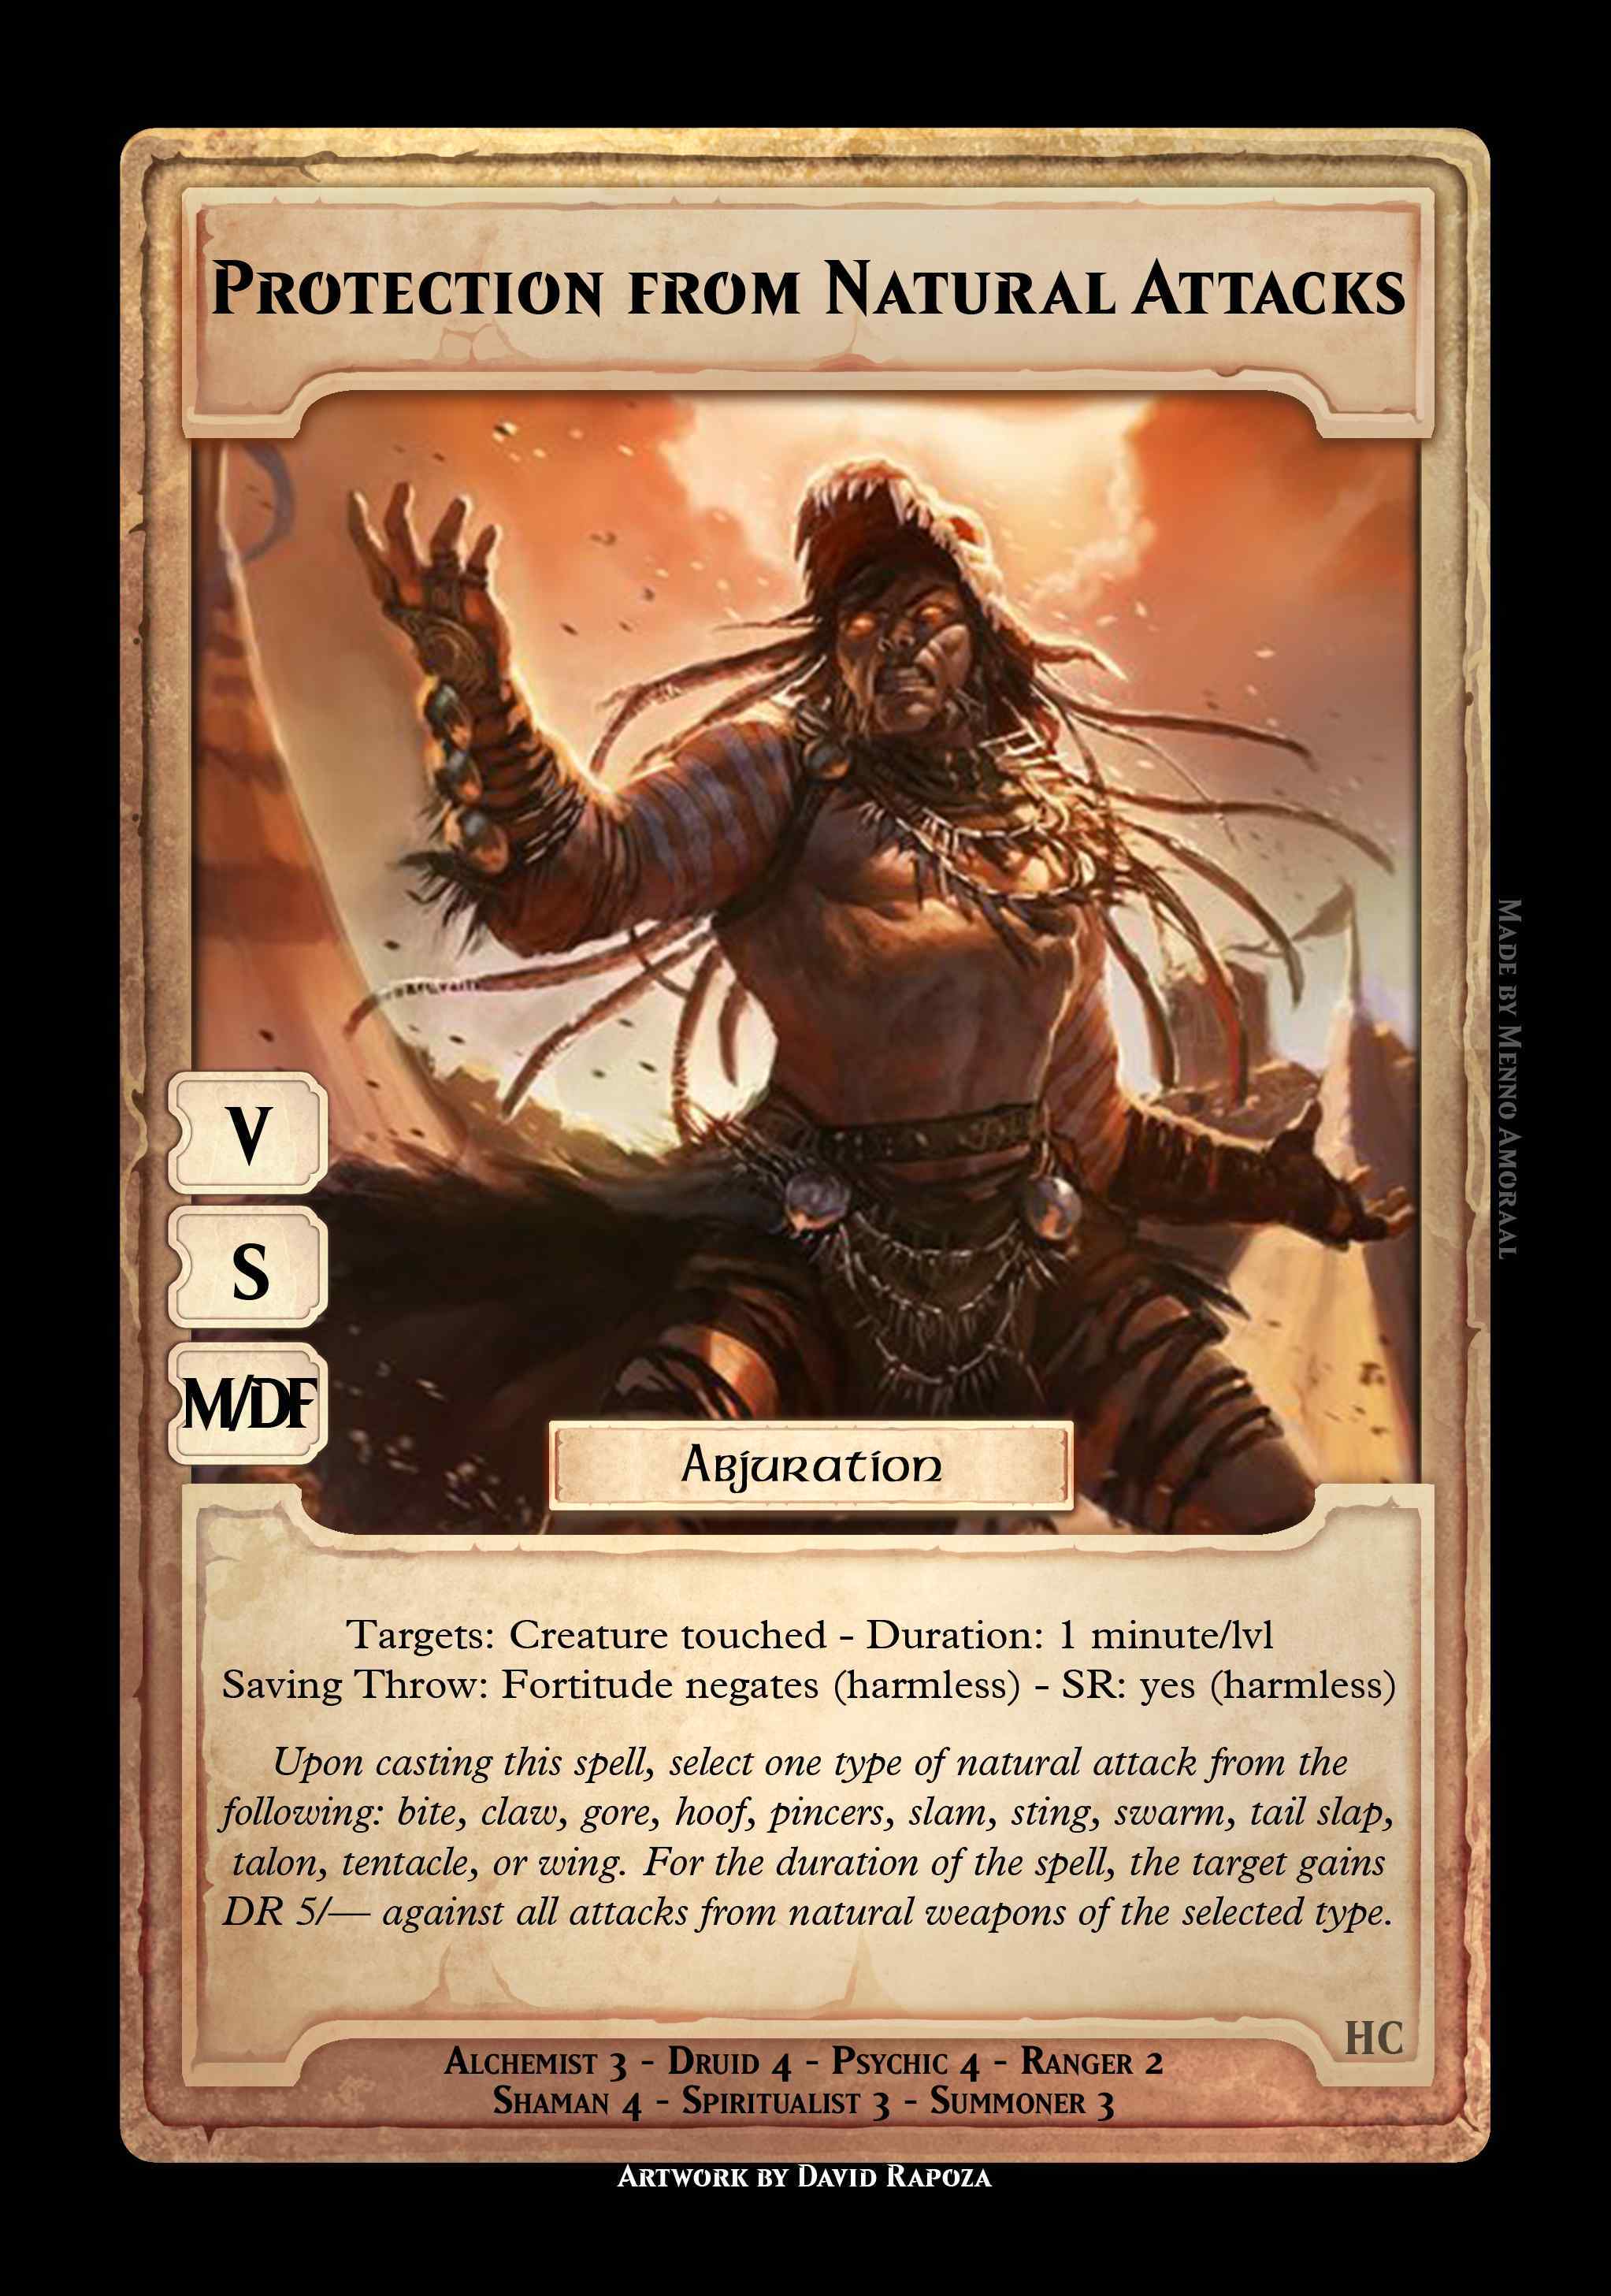 Protection from Natural Attacks
V
S
M/DF
Abjuration
Targets: Creature touched - Duration: 1 minute/lvl
Saving Throw: Fortitude negates (harmless) - SR: yes (harmless)
Upon casting this spell, select one type of natural attack from the
following: bite, claw, gore, hoof, pincers, slam, sting, swarm, tail slap,
talon, tentacle, or wing. For the duration of the spell, the target gains
DR 5/— against all attacks from natural weapons of the selected type.
HC
Alchemist 3 - Druid 4 - Psychic 4 - Ranger 2
Shaman 4 - Spiritualist 3 - Summoner 3
Artwork by David Rapoza
Made by Menno Amoraal